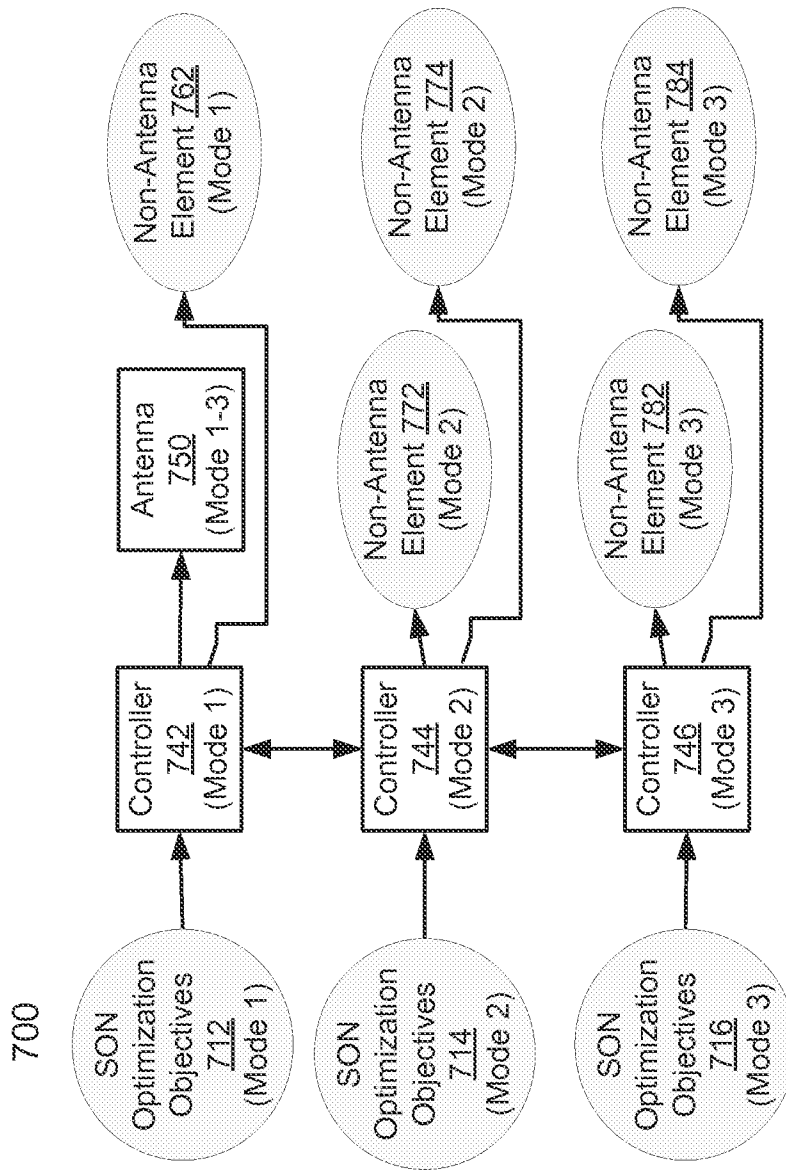 700
SON
Optimization
Objectives
712
(Mode 1)
Controller
742
(Mode 1)
Antenna
750
(Mode 1-3)
Non-Antenna
Element 762
(Mode 1)
SON
Optimization
Objectives
714
(Mode 2)
Controller
744
(Mode 2)
Non-Antenna
Element 772
(Mode 2)
Non-Antenna
Element 774
(Mode 2)
SON
Optimization
Objectives
716
(Mode 3)
Controller
746
(Mode 3)
Non-Antenna
Element 782
(Mode 3)
Non-Antenna
Element 784
(Mode 3)